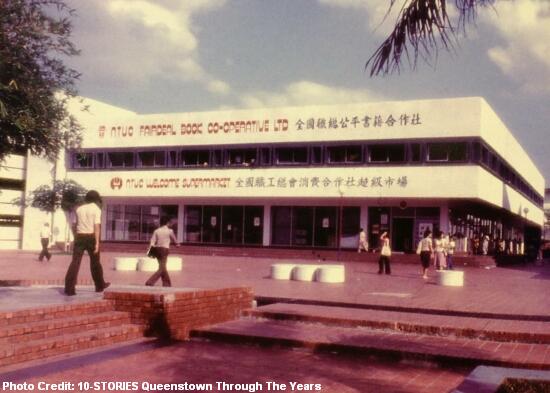 NTUC FAIRDEAL BOOK CO-OPERATIVE LTD 全國職總公平書籍合作社
NTUC WELCOME SUPERMARKET 全國職工總會消費合作社超級市場
Photo Credit: 10-STORIES Queenstown Through The Years